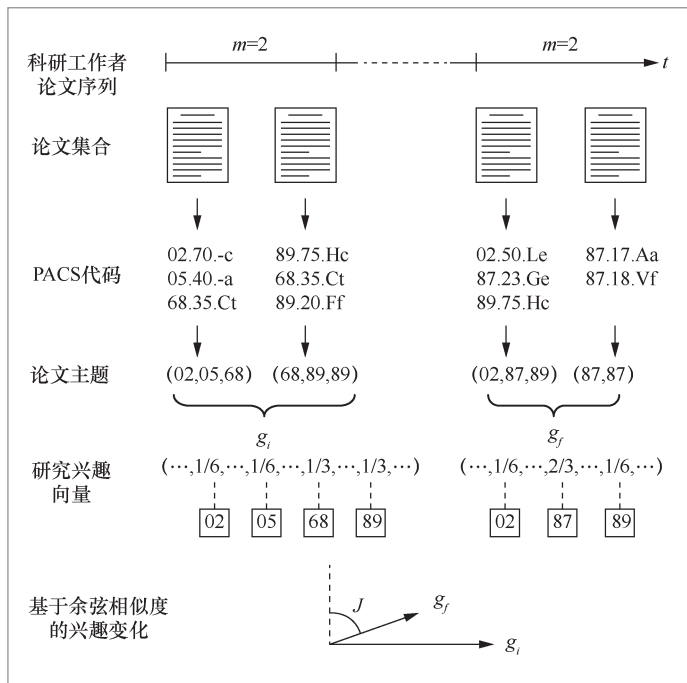 m=2 m=2
科研工作者 t
论文序列
论文集合
02.70.-c 89.75.Hc 02.50.Le 87.17.Aa
PACS代码 05.40.-a 68.35.Ct 87.23.Ge 87.18.Vf
68.35.Ct 89.20.Ff 89.75.Hc
论文主题 (02,05,68) (68,89,89) (02,87,89) (87,87)
g_i g_f
研究兴趣 (…,1/6,…,1/6,…,1/3,…,1/3,…) (…,1/6,…,2/3,…,1/6,…)
向量
02 05 68 89 02 87 89
基于余弦相似度 J g_f
的兴趣变化 g_i